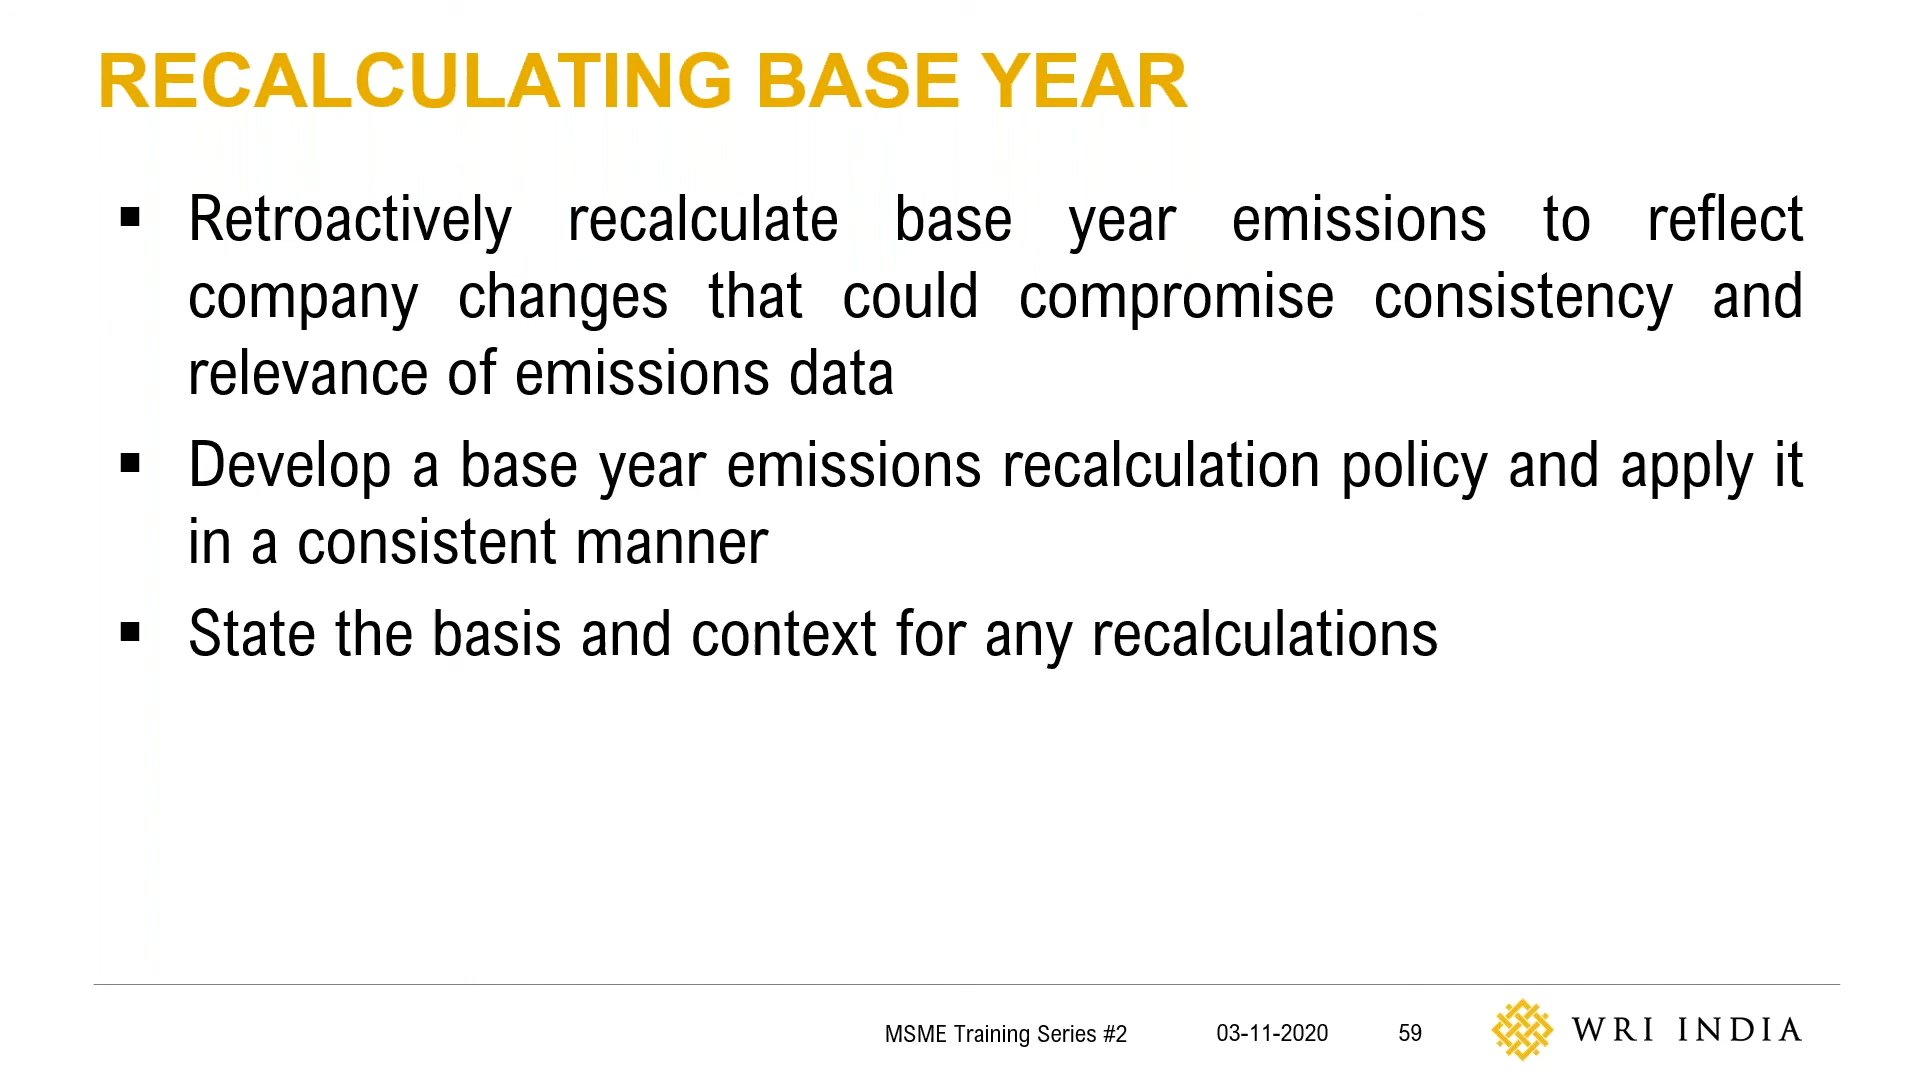 RECALCULATING BASE YEAR
▪ Retroactively recalculate base year emissions to reflect
company changes that could compromise consistency and
relevance of emissions data
▪ Develop a base year emissions recalculation policy and apply it
in a consistent manner
▪ State the basis and context for any recalculations
MSME Training Series #2 03-11-2020 59 WRI INDIA